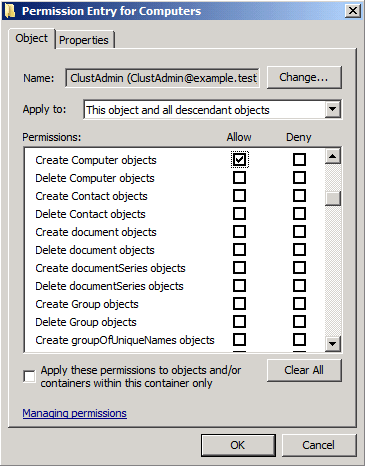 Permission Entry for Computers
Object
Properties
Name: ClustAdmin (ClustAdmin@example.test Change...
Apply to: This object and all descendant objects
Permissions: Allow Deny
Create Computer objects
Delete Computer objects
Create Contact objects
Delete Contact objects
Create document objects
Delete document objects
Create documentSeries objects
Delete documentSeries objects
Create Group objects
Delete Group objects
Create groupOfUniqueNames objects
Apply these permissions to objects and/or
containers within this container only
Clear All
Managing permissions
OK Cancel